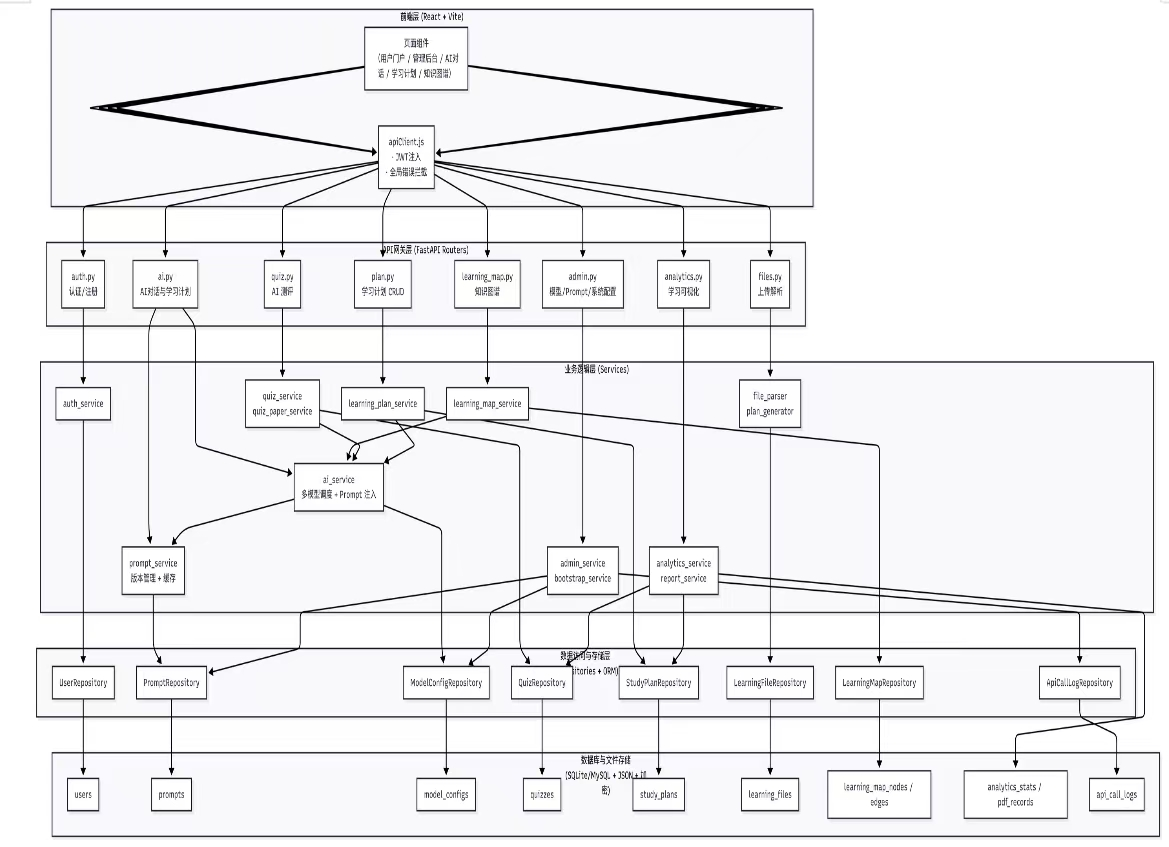 前端层 (React + Vite)
页面组件
(用户门户 / 管理后台 / AI对
话 / 学习计划 / 知识图谱)
apiClient.js
· JWT注入
· 全局错误拦截
API网关层 (FastAPI Routers)
auth.py
认证/注册
ai.py
AI对话与学习计划
quiz.py
AI 测评
plan.py
学习计划 CRUD
learning_map.py
知识图谱
admin.py
模型/Prompt/系统配置
analytics.py
学习可视化
files.py
上传解析
业务逻辑层 (Services)
auth_service
quiz_service
quiz_paper_service
learning_plan_service
learning_map_service
file_parser
plan_generator
ai_service
多模型调度 + Prompt 注入
prompt_service
版本管理 + 缓存
admin_service
bootstrap_service
analytics_service
report_service
数据访问与存储层
sitories + ORM)
UserRepository
PromptRepository
ModelConfigRepository
QuizRepository
StudyPlanRepository
LearningFileRepository
LearningMapRepository
ApiCallLogRepository
数据库与文件存储
(SQLite/MySQL + JSON + 加
密)
users
prompts
model_configs
quizzes
study_plans
learning_files
learning_map_nodes /
edges
analytics_stats /
pdf_records
api_call_logs